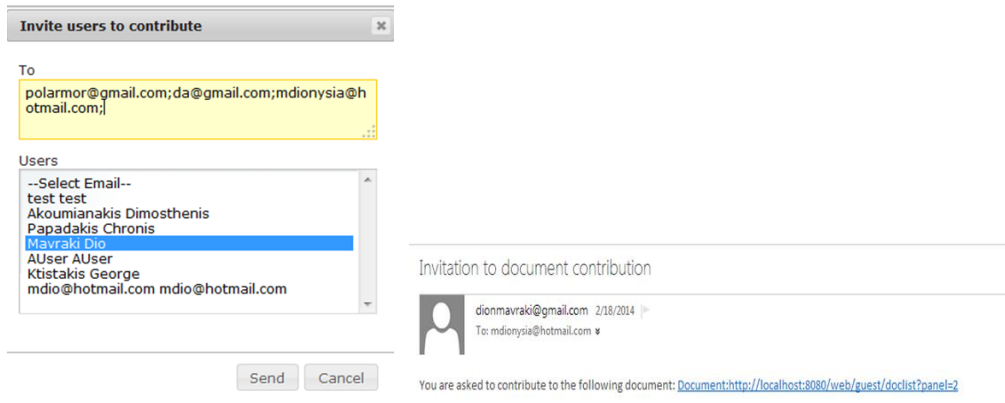 Invite users to contribute
To
polarmor@gmail.com;da@gmail.com;mdionysia@h
otmail.com;
Users
--Select Email--
test test
Akoumianakis Dimosthenis
Papadakis Chronis
Mavraki Dio
AUser AUser
Ktistakis George
mdio@hotmail.com mdio@hotmail.com
Send Cancel
Invitation to document contribution
dionmavraki@gmail.com 2/18/2014
To: mdionysia@hotmail.com
You are asked to contribute to the following document: Document:http://localhost:8080/web/guest/doclist?panel=2